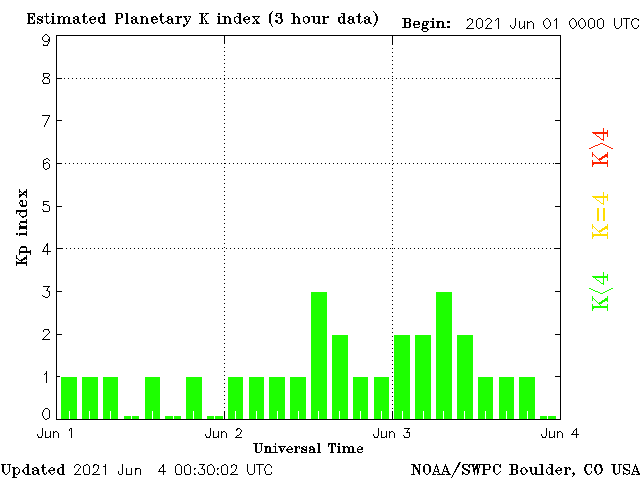 Estimated Planetary K index (3 hour data)
Begin: 2021 Jun 01 0000 UTC
9
8
7
6
5
4
3
2
1
0
Kp index
K>4
K=4
K<4
Jun 1
Jun 2
Jun 3
Jun 4
Universal Time
Updated 2021 Jun 4 00:30:02 UTC
NOAA/SWPC Boulder, CO USA